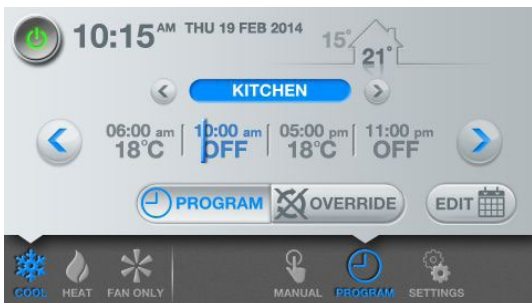 10:15 AM THU 19 FEB 2014 15° 21°
KITCHEN
06:00 am 10:00 am 05:00 pm 11:00 pm
18°C OFF 18°C OFF
PROGRAM OVERRIDE EDIT
COOL HEAT FAN ONLY MANUAL PROGRAM SETTINGS